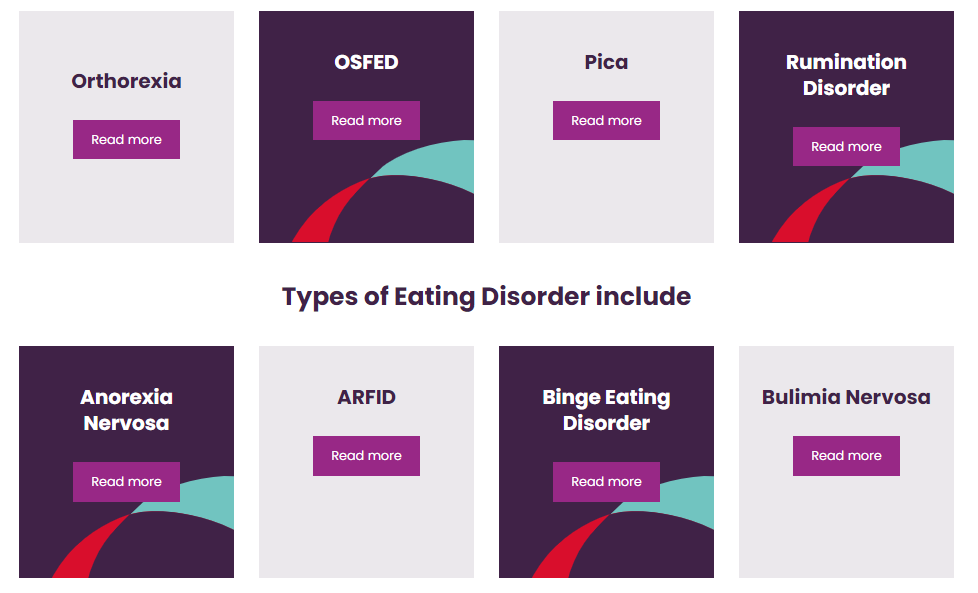 Orthorexia
Read more
OSFED
Read more
Pica
Read more
Rumination
Disorder
Read more
Types of Eating Disorder include
Anorexia
Nervosa
Read more
ARFID
Read more
Binge Eating
Disorder
Read more
Bulimia Nervosa
Read more